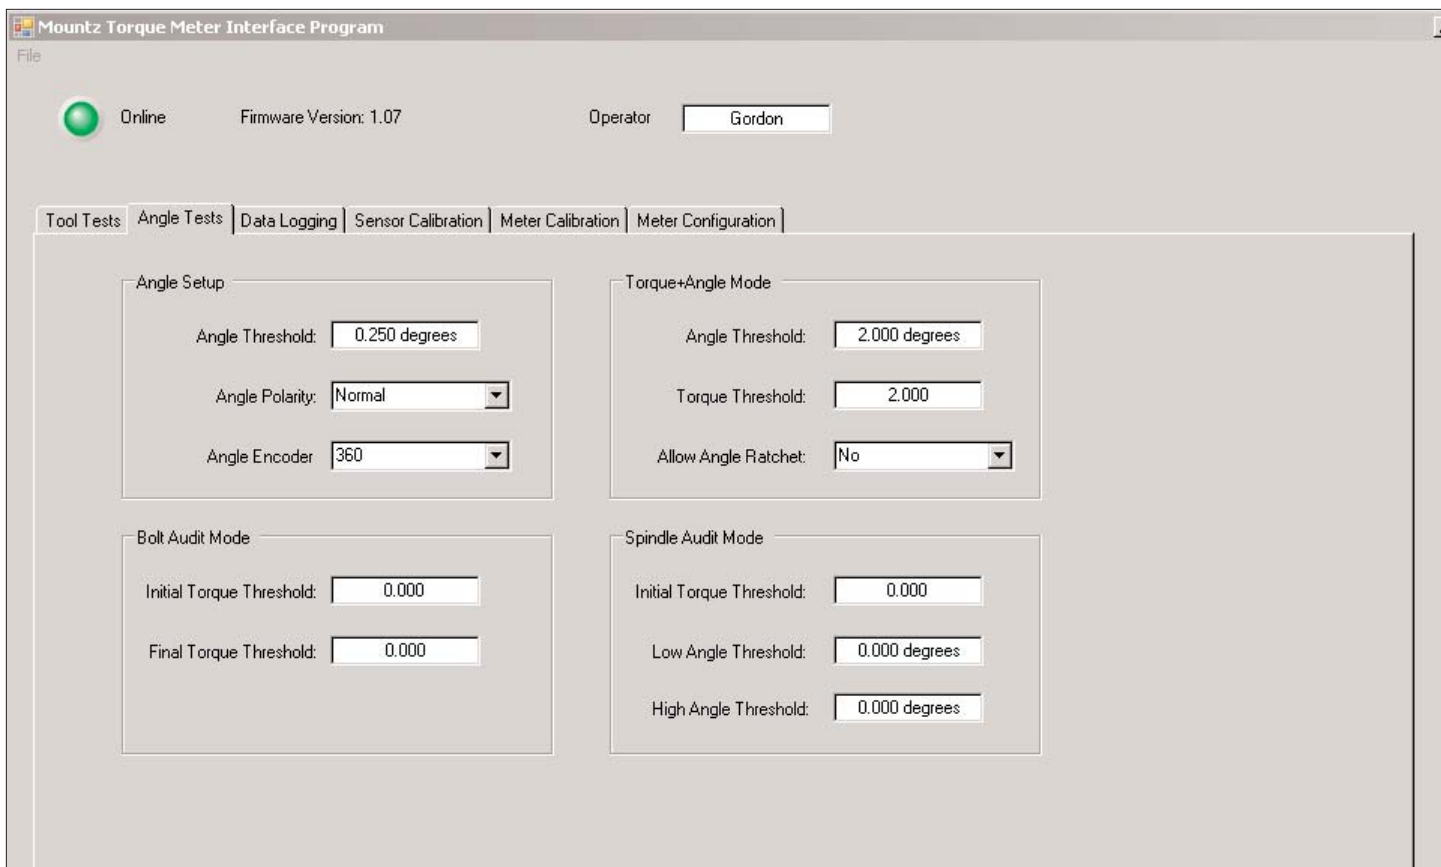 Mountz Torque Meter Interface Program
File
Online Firmware Version: 1.07 Operator Gordon
Tool Tests Angle Tests Data Logging Sensor Calibration Meter Calibration Meter Configuration
Angle Setup
Angle Threshold: 0.250 degrees
Angle Polarity: Normal
Angle Encoder 360
Torque+Angle Mode
Angle Threshold: 2.000 degrees
Torque Threshold: 2.000
Allow Angle Ratchet: No
Bolt Audit Mode
Initial Torque Threshold: 0.000
Final Torque Threshold: 0.000
Spindle Audit Mode
Initial Torque Threshold: 0.000
Low Angle Threshold: 0.000 degrees
High Angle Threshold: 0.000 degrees